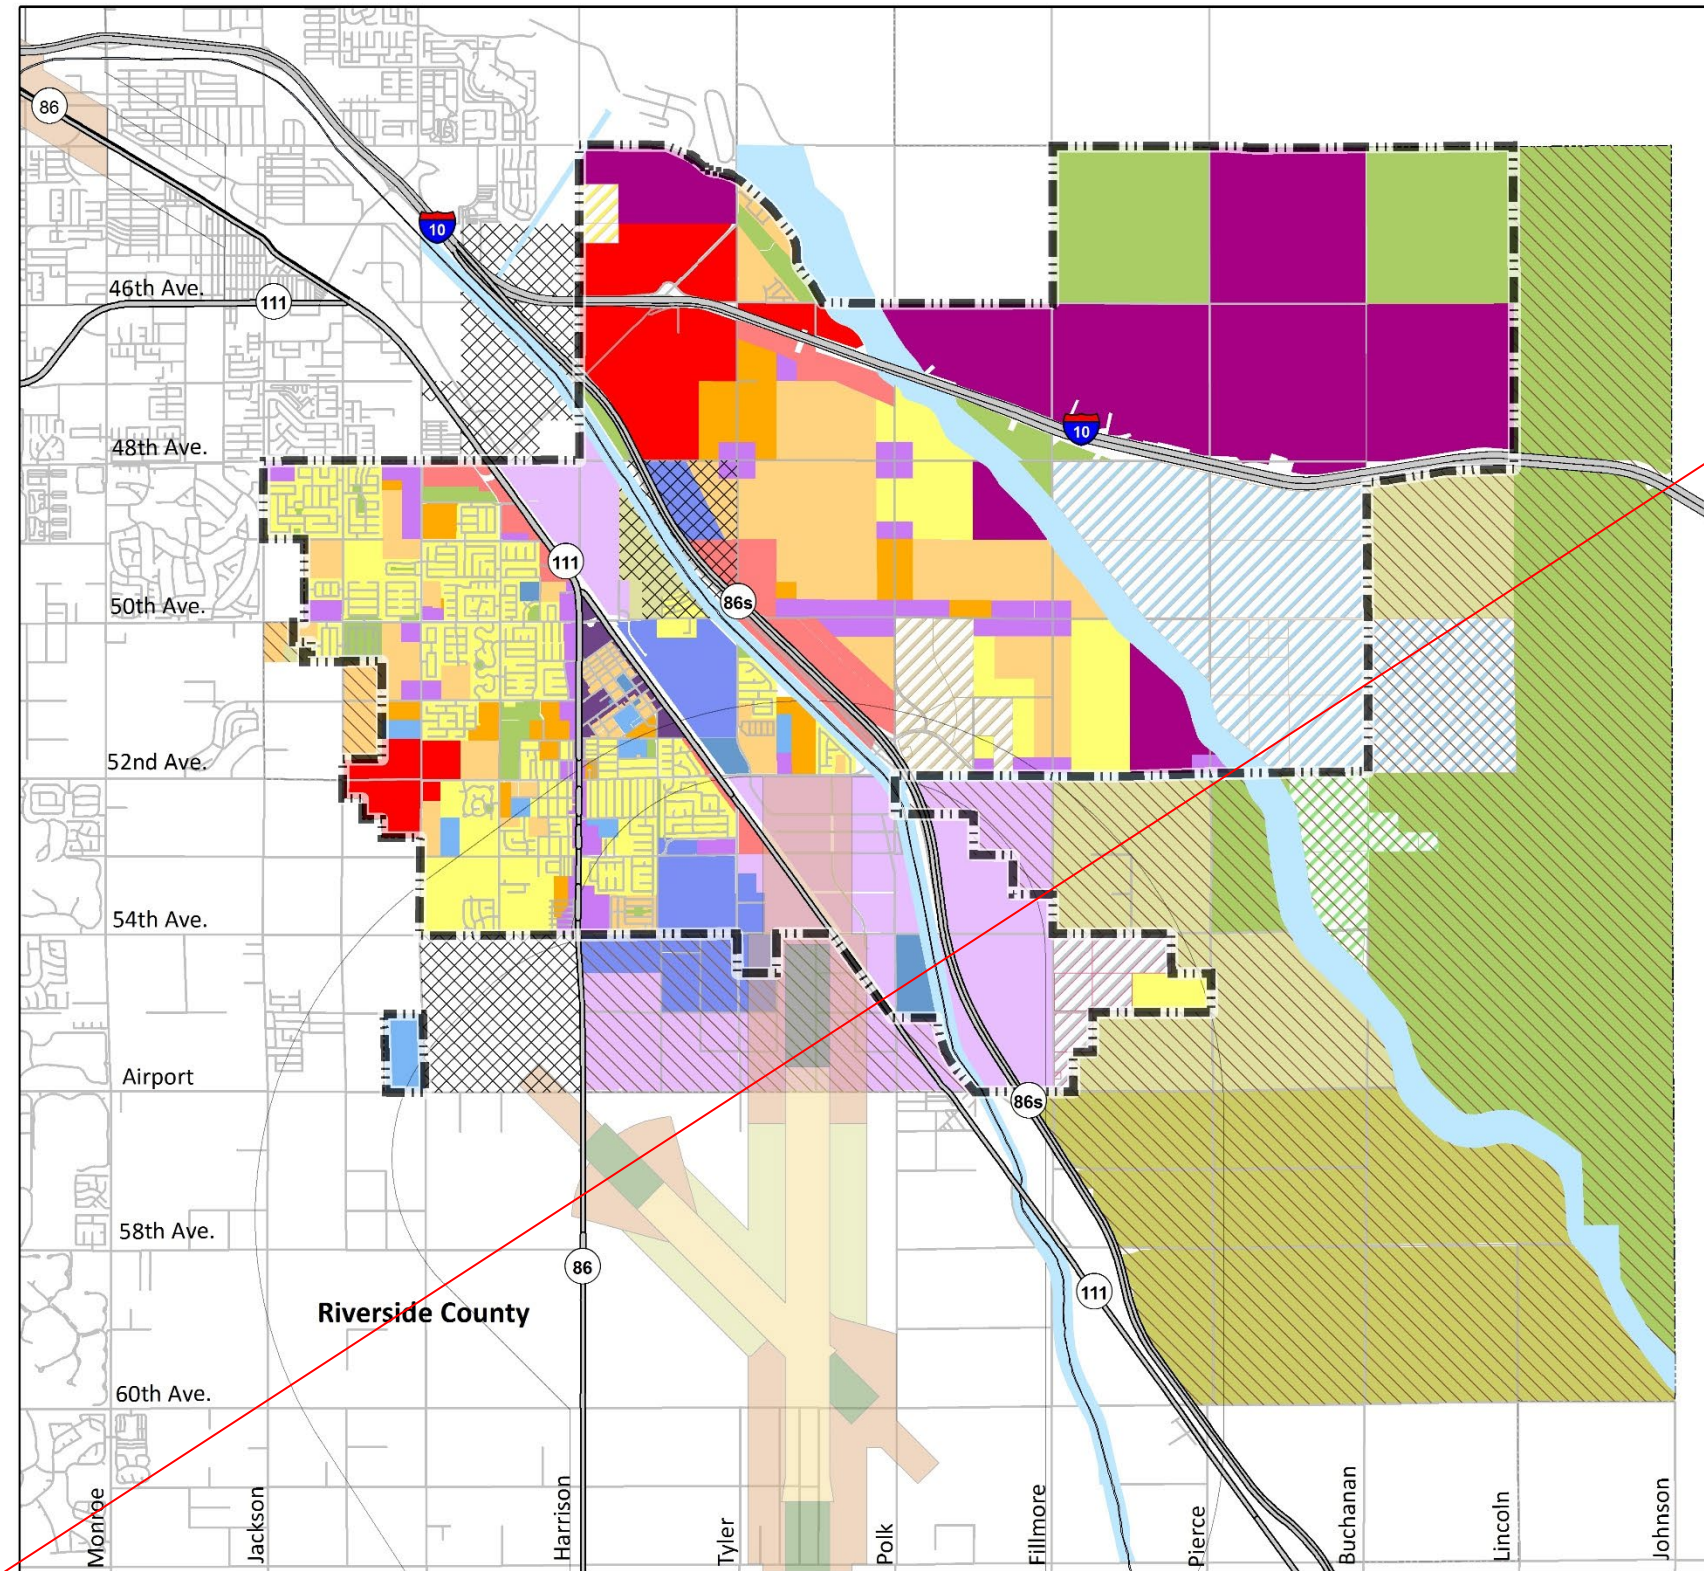 86
10
46th Ave.
111
10
48th Ave.
111
50th Ave.
86s
52nd Ave.
54th Ave.
Airport
86s
58th Ave.
86
111
Riverside County
60th Ave.
Monroe
Jackson
Harrison
Tyler
Polk
Fillmore
Pierce
Buchanan
Lincoln
Johnson